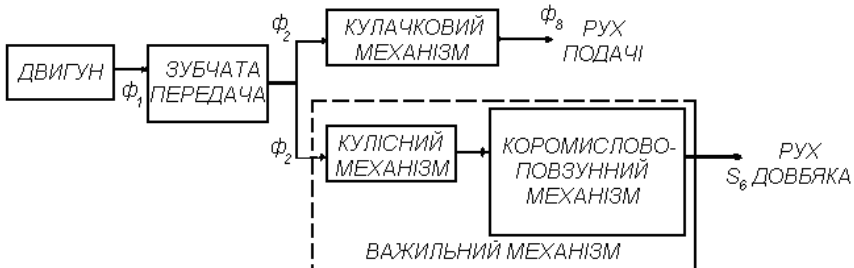 ДВИГУН
φ1
ЗУБЧАТА
ПЕРЕДАЧА
φ2
КУЛАЧКОВИЙ
МЕХАНІЗМ
φ8
РУХ
ПОДАЧІ
φ2
КУЛІСНИЙ
МЕХАНІЗМ
КОРОМИСЛОВО-
ПОВЗУННИЙ
МЕХАНІЗМ
РУХ
S6 ДОВБЯКА
ВАЖИЛЬНИЙ МЕХАНІЗМ